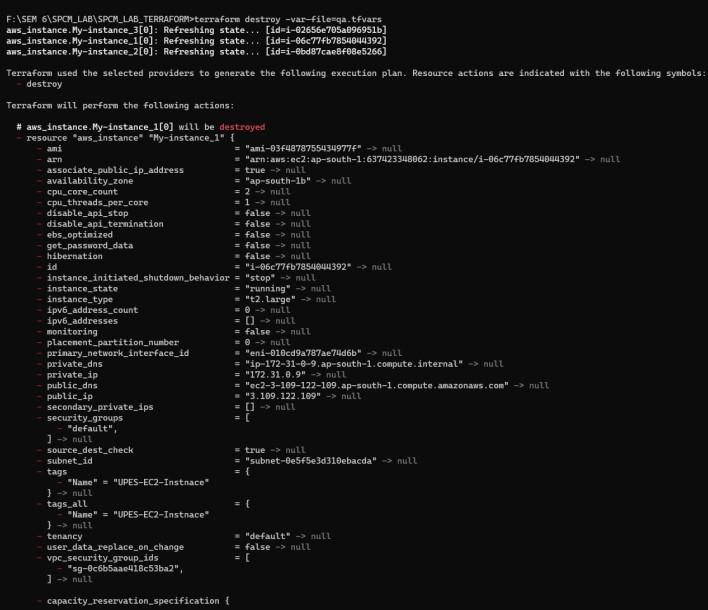 F:\SEM 6\SPCM_LAB\SPCM_LAB_TERRAFORM>terraform destroy -var-file=qa.tfvars
aws_instance.My-instance_3[0]: Refreshing state... [id=i-02656e705a096951b]
aws_instance.My-instance_1[0]: Refreshing state... [id=i-06c77fb7854044392]
aws_instance.My-instance_2[0]: Refreshing state... [id=i-0bd87cae8f08e5266]
Terraform used the selected providers to generate the following execution plan. Resource actions are indicated with the following symbols:
- destroy
Terraform will perform the following actions:
# aws_instance.My-instance_1[0] will be destroyed
- resource "aws_instance" "My-instance_1" {
- ami = "ami-03f4878755434977f" -> null
- arn = "arn:aws:ec2:ap-south-1:637423348062:instance/i-06c77fb7854044392" -> null
- associate_public_ip_address = true -> null
- availability_zone = "ap-south-1b" -> null
- cpu_core_count = 2 -> null
- cpu_threads_per_core = 1 -> null
- disable_api_stop = false -> null
- disable_api_termination = false -> null
- ebs_optimized = false -> null
- get_password_data = false -> null
- hibernation = false -> null
- id = "i-06c77fb7854044392" -> null
- instance_initiated_shutdown_behavior = "stop" -> null
- instance_state = "running" -> null
- instance_type = "t2.large" -> null
- ipv6_address_count = 0 -> null
- ipv6_addresses = [] -> null
- monitoring = false -> null
- placement_partition_number = 0 -> null
- primary_network_interface_id = "eni-010cd9a787ae74d6b" -> null
- private_dns = "ip-172-31-0-9.ap-south-1.compute.internal" -> null
- private_ip = "172.31.0.9" -> null
- public_dns = "ec2-3-109-122-109.ap-south-1.compute.amazonaws.com" -> null
- public_ip = "3.109.122.109" -> null
- secondary_private_ips = [] -> null
- security_groups = [
- "default",
] -> null
- source_dest_check = true -> null
- subnet_id = "subnet-0e5f5e3d310ebacda" -> null
- tags = {
- "Name" = "UPES-EC2-Instnace"
} -> null
- tags_all = {
- "Name" = "UPES-EC2-Instnace"
} -> null
- tenancy = "default" -> null
- user_data_replace_on_change = false -> null
- vpc_security_group_ids = [
- "sg-0c6b5aae418c53ba2",
] -> null
- capacity_reservation_specification {